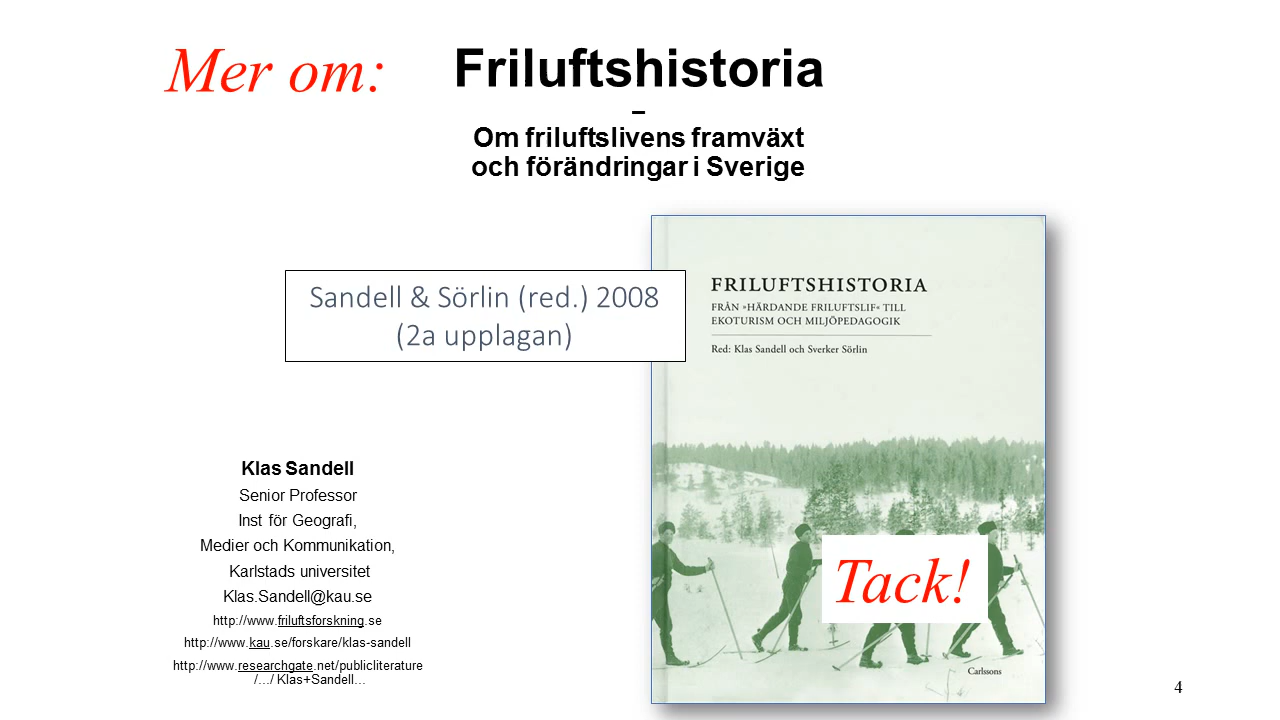 Mer om:
Friluftshistoria
–
Om friluftslivens framväxt
och förändringar i Sverige
Sandell & Sörlin (red.) 2008
(2a upplagan)
FRILUFTSHISTORIA
FRÅN »HÄRDANDE FRILUFTSLIF« TILL
EKOTURISM OCH MILJÖPEDAGOGIK
Red: Klas Sandell och Sverker Sörlin
Tack!
Carlssons
Klas Sandell
Senior Professor
Inst för Geografi,
Medier och Kommunikation,
Karlstads universitet
Klas.Sandell@kau.se
http://www.friluftsforskning.se
http://www.kau.se/forskare/klas-sandell
http://www.researchgate.net/publicliterature
/…/ Klas+Sandell…
4